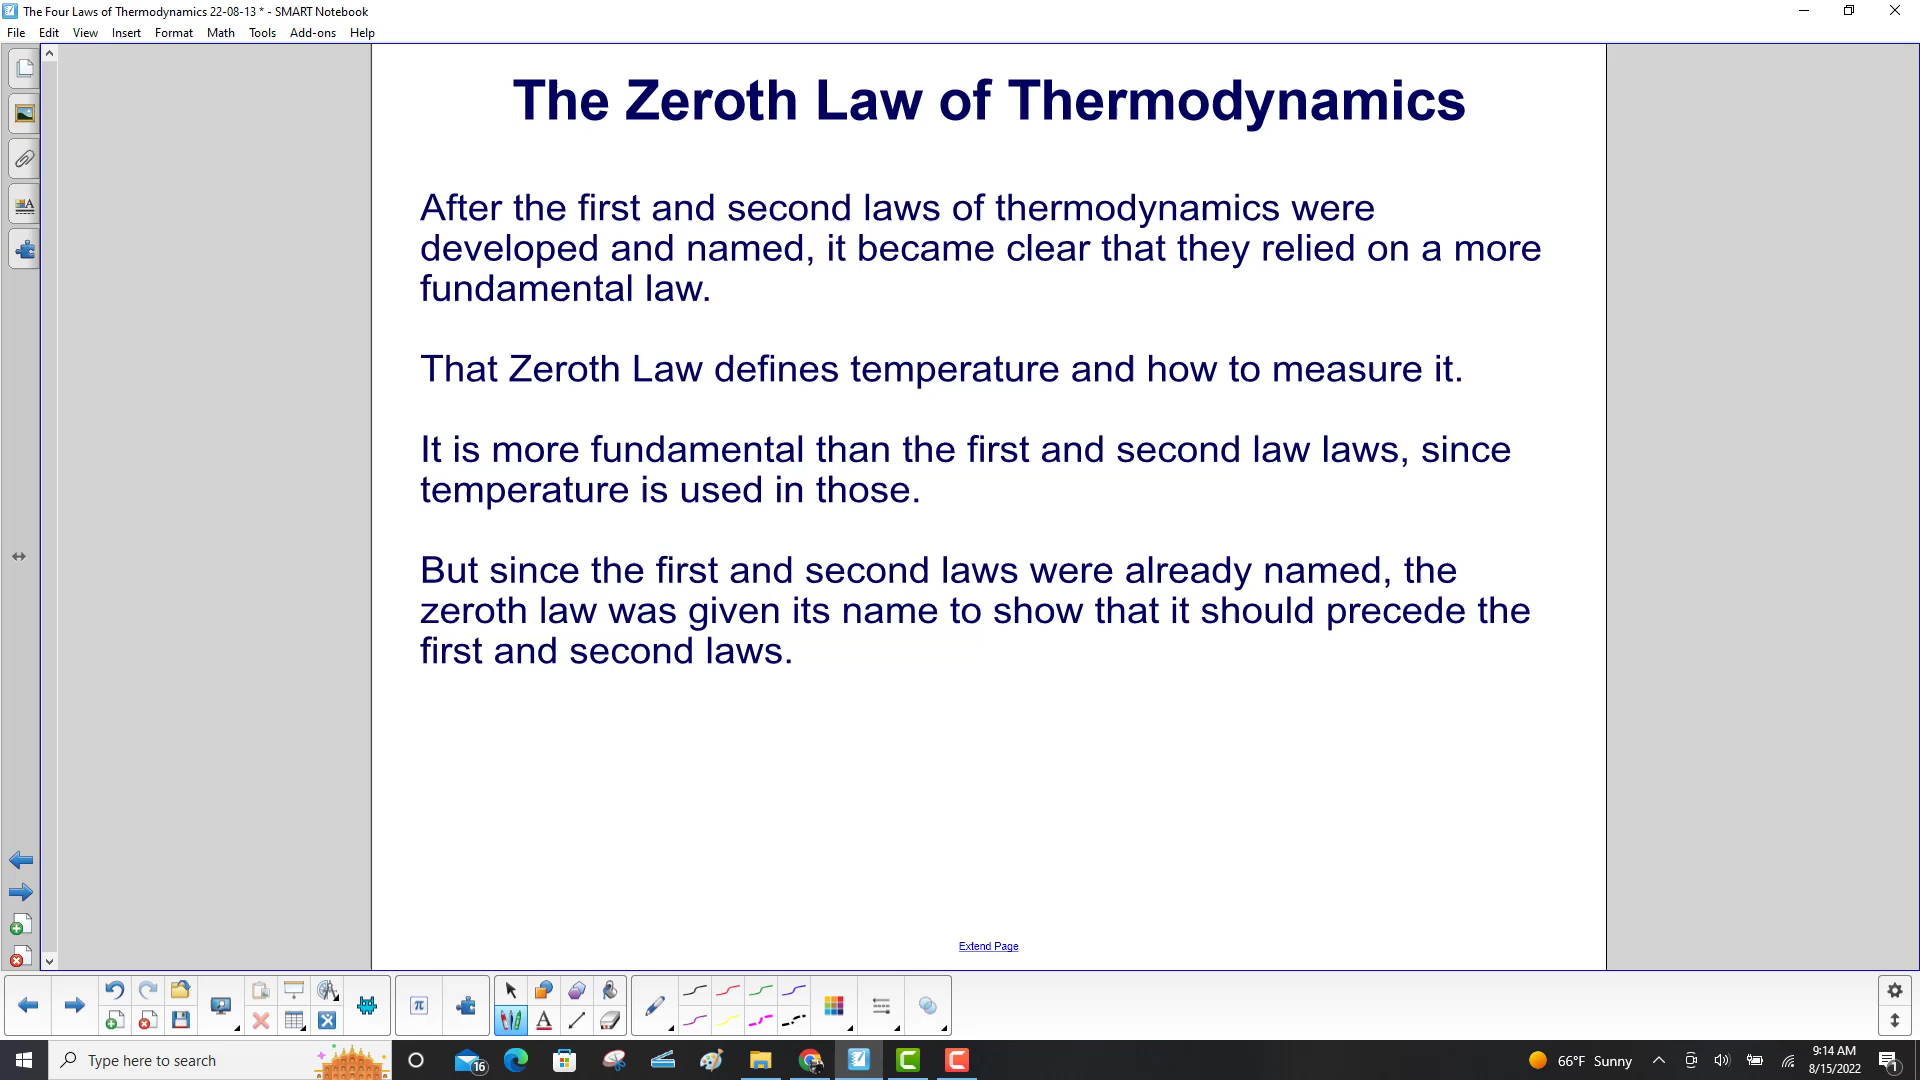 The Four Laws of Thermodynamics 22-08-13 * - SMART Notebook
File Edit View Insert Format Math Tools Add-ons Help
The Zeroth Law of Thermodynamics
After the first and second laws of thermodynamics were
developed and named, it became clear that they relied on a more
fundamental law.
That Zeroth Law defines temperature and how to measure it.
It is more fundamental than the first and second law laws, since
temperature is used in those.
But since the first and second laws were already named, the
zeroth law was given its name to show that it should precede the
first and second laws.
Extend Page
π
A
Type here to search
16
66°F Sunny
9:14 AM
8/15/2022
1